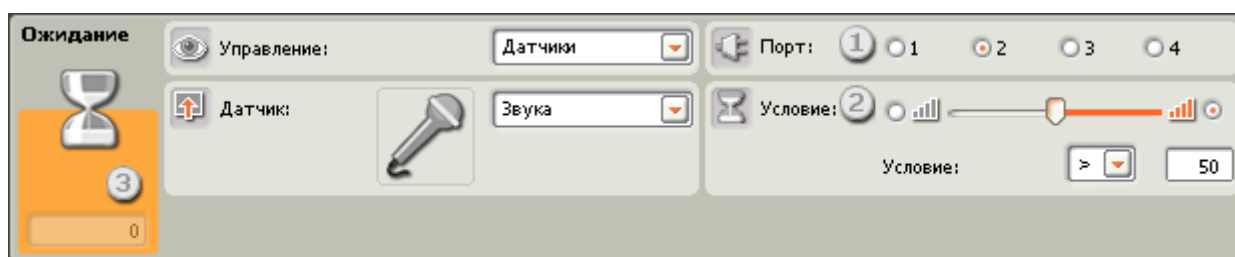 Ожидание
Управление: Датчики
Порт: 1 1 2 3 4
Датчик: Звука
Условие: 2
Условие: > 50
3
0